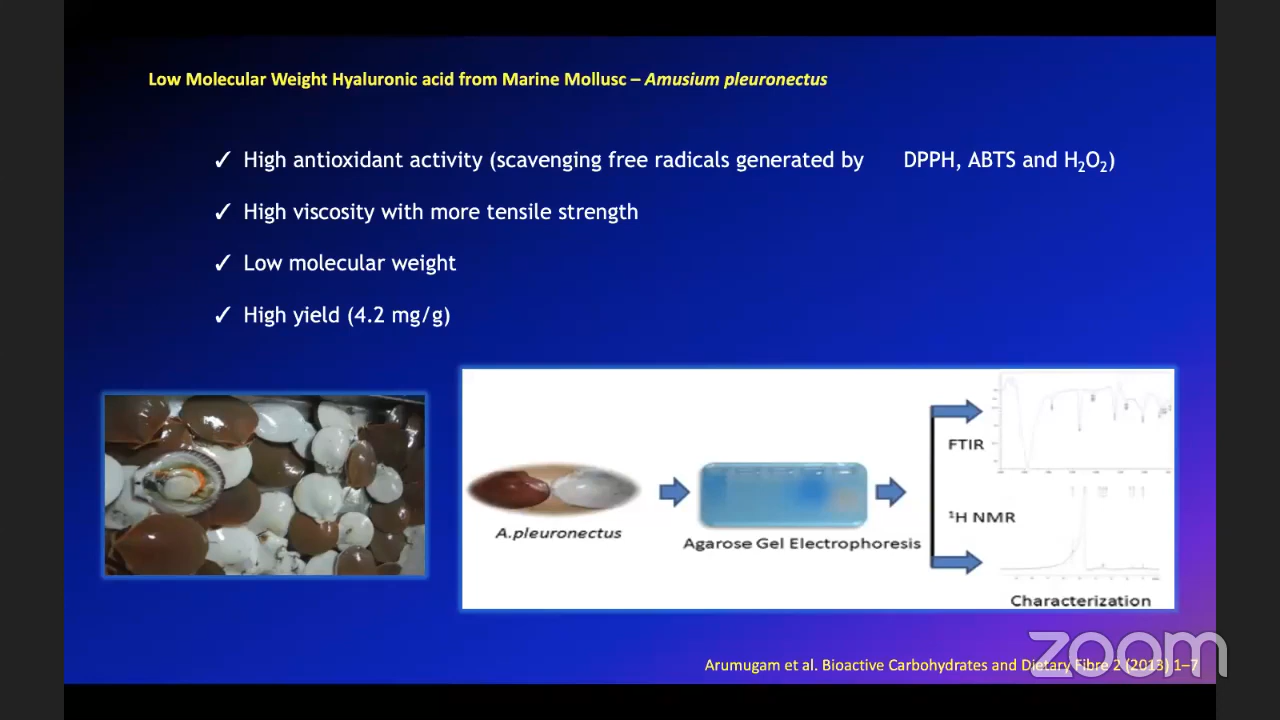 Low Molecular Weight Hyaluronic acid from Marine Mollusc – Amusium pleuronectus
✓ High antioxidant activity (scavenging free radicals generated by DPPH, ABTS and H₂O₂)
✓ High viscosity with more tensile strength
✓ Low molecular weight
✓ High yield (4.2 mg/g)
A.pleuronectus
Agarose Gel Electrophoresis
FTIR
¹H NMR
Characterization
zoom
Arumugam et al. Bioactive Carbohydrates and Dietary Fibre 2 (2013) 1–7